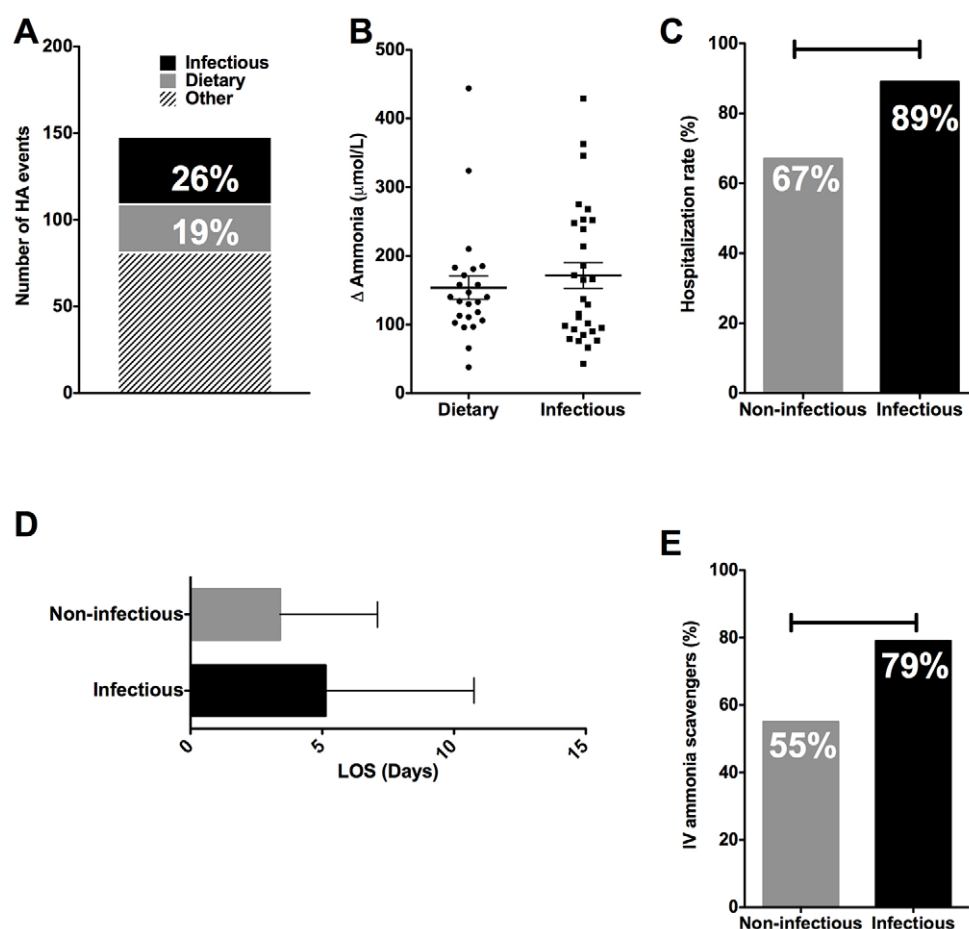 A
200
150
100
50
0
Number of HA events
Infectious
Dietary
Other
26%
19%
B
500
400
300
200
100
0
Δ Ammonia (μmol/L)
Dietary
Infectious
C
100
80
60
40
20
0
Hospitalization rate (%)
67%
89%
Non-infectious
Infectious
D
Non-infectious
Infectious
0
5
10
15
LOS (Days)
E
100
80
60
40
20
0
IV ammonia scavengers (%)
55%
79%
Non-infectious
Infectious